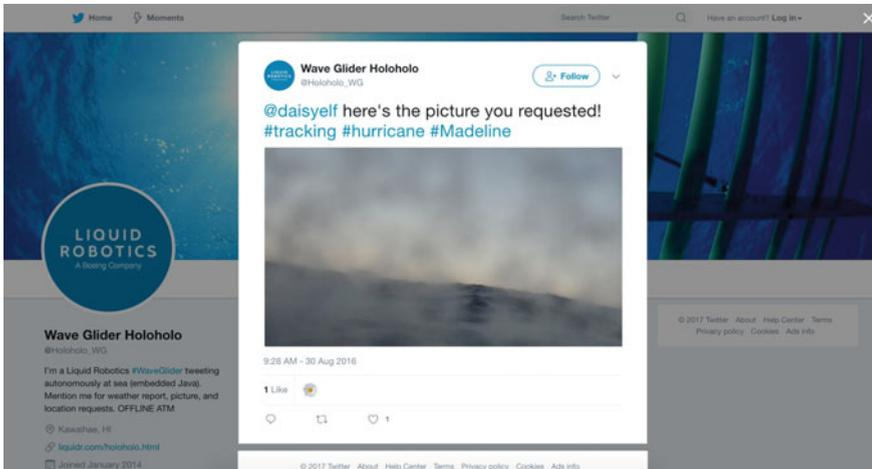 Home Moments Search Twitter Have an account? Log in
Wave Glider Holoholo
@Holoholo_WG
Follow
@daisyelf here's the picture you requested!
#tracking #hurricane #Madeline
9:28 AM - 30 Aug 2016
1 Like
1
© 2017 Twitter About Help Center Terms Privacy policy Cookies Ads info
LIQUID
ROBOTICS
A Boeing Company
Wave Glider Holoholo
@Holoholo_WG
I'm a Liquid Robotics #WaveGlider tweeting
autonomously at sea (embedded Java).
Mention me for weather report, picture, and
location requests. OFFLINE ATM
Kawaihae, HI
liquidr.com/holoholo.html
Joined January 2014
© 2017 Twitter About Help Center Terms
Privacy policy Cookies Ads info